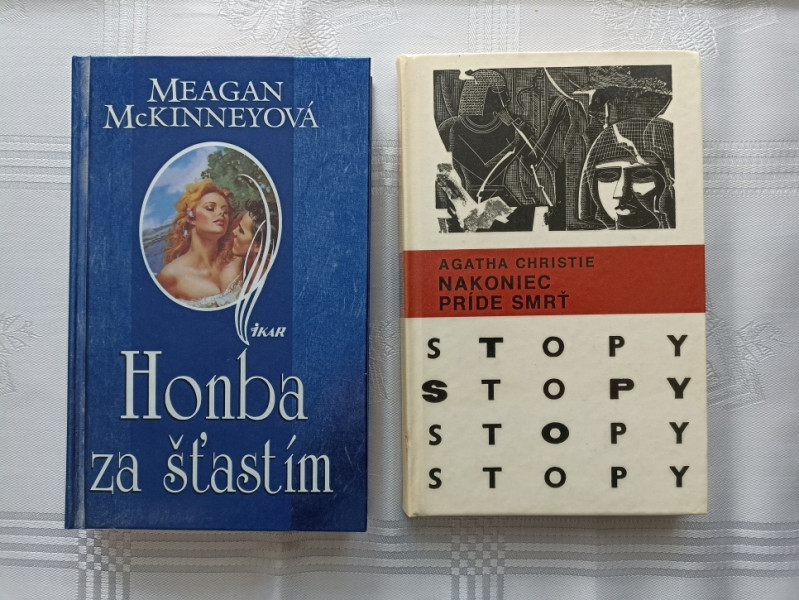 MEAGAN
MCKINNEYOVÁ
IKAR
Honba
za šťastím
AGATHA CHRISTIE
NAKONIEC
PRÍDE SMRŤ
STOPY
STOPY
STOPY
STOPY